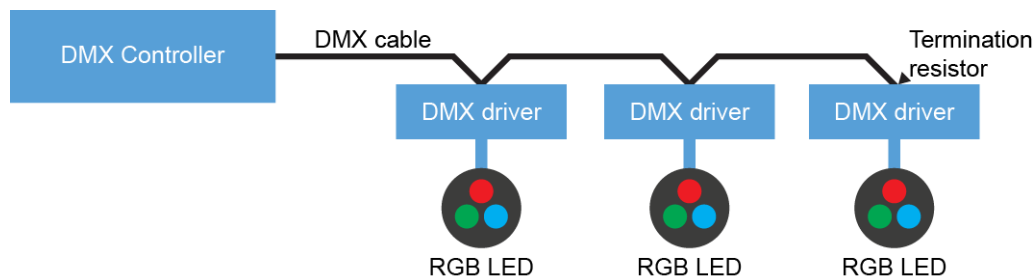 DMX Controller
DMX cable
Termination
resistor
DMX driver
DMX driver
DMX driver
RGB LED
RGB LED
RGB LED